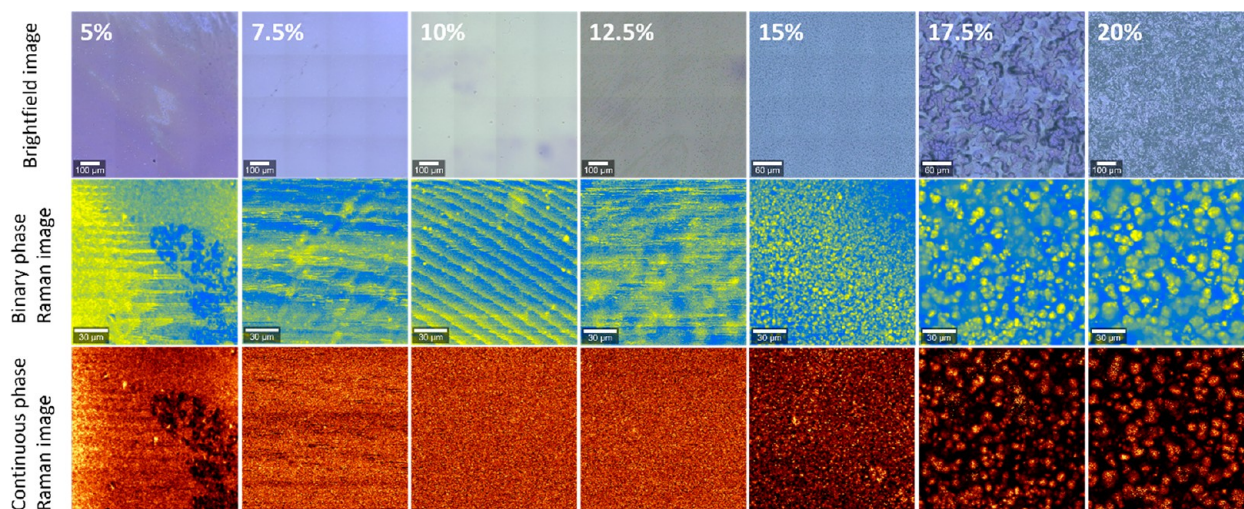 5%
7.5%
10%
12.5%
15%
17.5%
20%
Brightfield image
100 µm
100 µm
100 µm
100 µm
60 µm
60 µm
100 µm
Binary phase
Raman image
30 µm
30 µm
30 µm
30 µm
30 µm
30 µm
30 µm
Continuous phase
Raman image